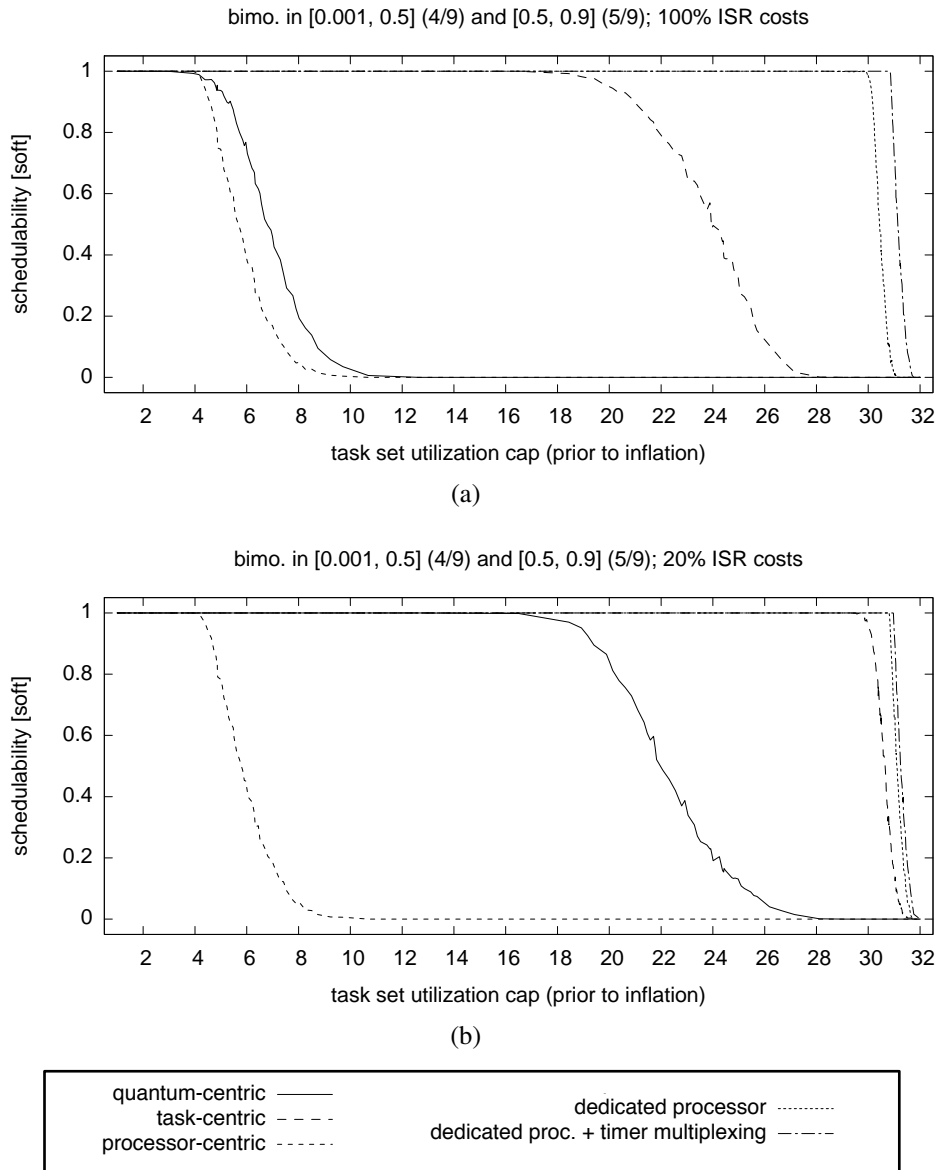 bimo. in [0.001, 0.5] (4/9) and [0.5, 0.9] (5/9); 100% ISR costs
1
0.8
0.6
0.4
0.2
0
schedulability [soft]
2 4 6 8 10 12 14 16 18 20 22 24 26 28 30 32
task set utilization cap (prior to inflation)
(a)
bimo. in [0.001, 0.5] (4/9) and [0.5, 0.9] (5/9); 20% ISR costs
1
0.8
0.6
0.4
0.2
0
schedulability [soft]
2 4 6 8 10 12 14 16 18 20 22 24 26 28 30 32
task set utilization cap (prior to inflation)
(b)
quantum-centric
task-centric
processor-centric
dedicated processor
dedicated proc. + timer multiplexing